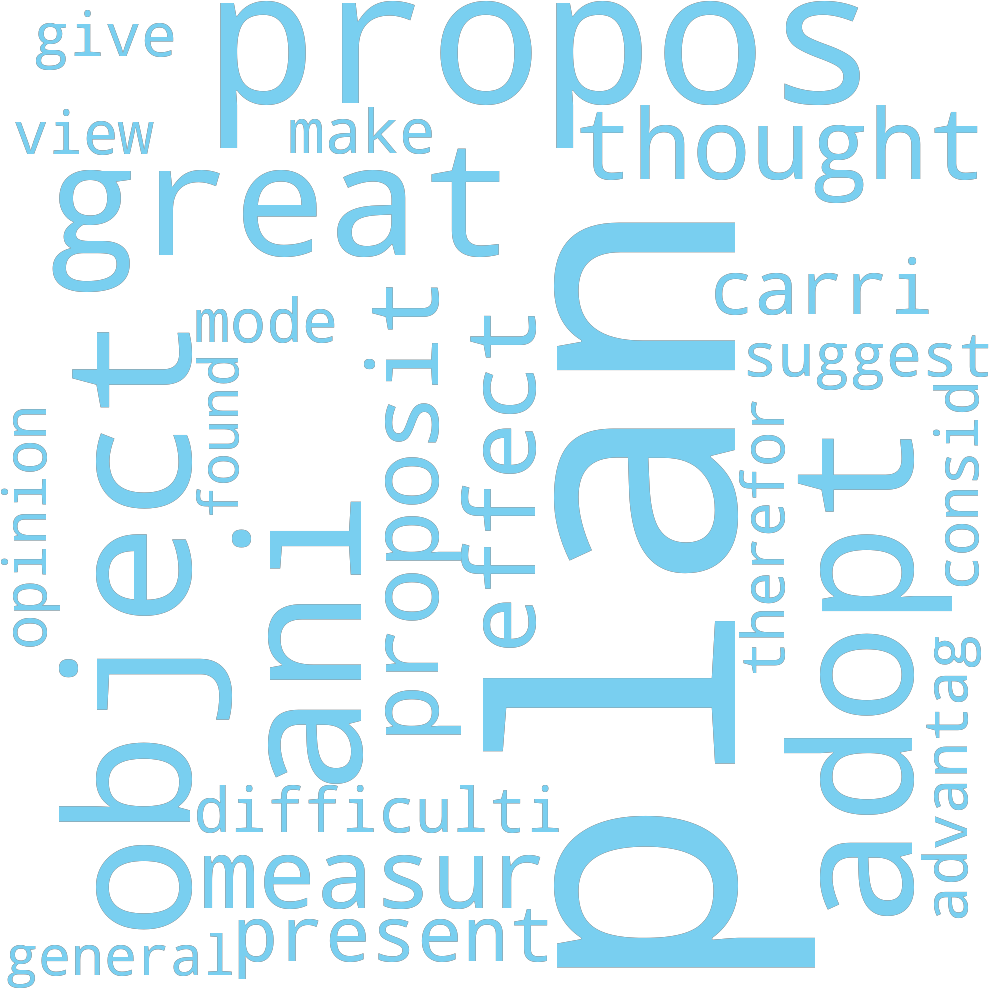 give
propos
view
make
thought
great
carri
mode
suggest
object
found
proposit
effect
plan
therefor
adopt
consid
opinion
ani
advantag
difficulti
measur
present
general